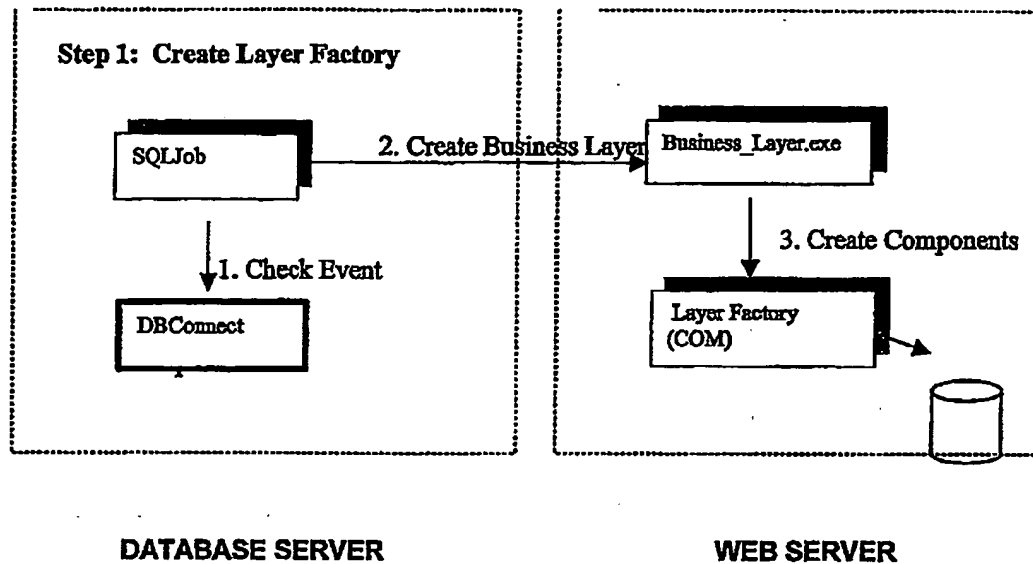 Step 1: Create Layer Factory
SQLJob
2. Create Business Layer
Business_Layer.exe
1. Check Event
3. Create Components
DBConnect
Layer Factory
(COM)
DATABASE SERVER
WEB SERVER